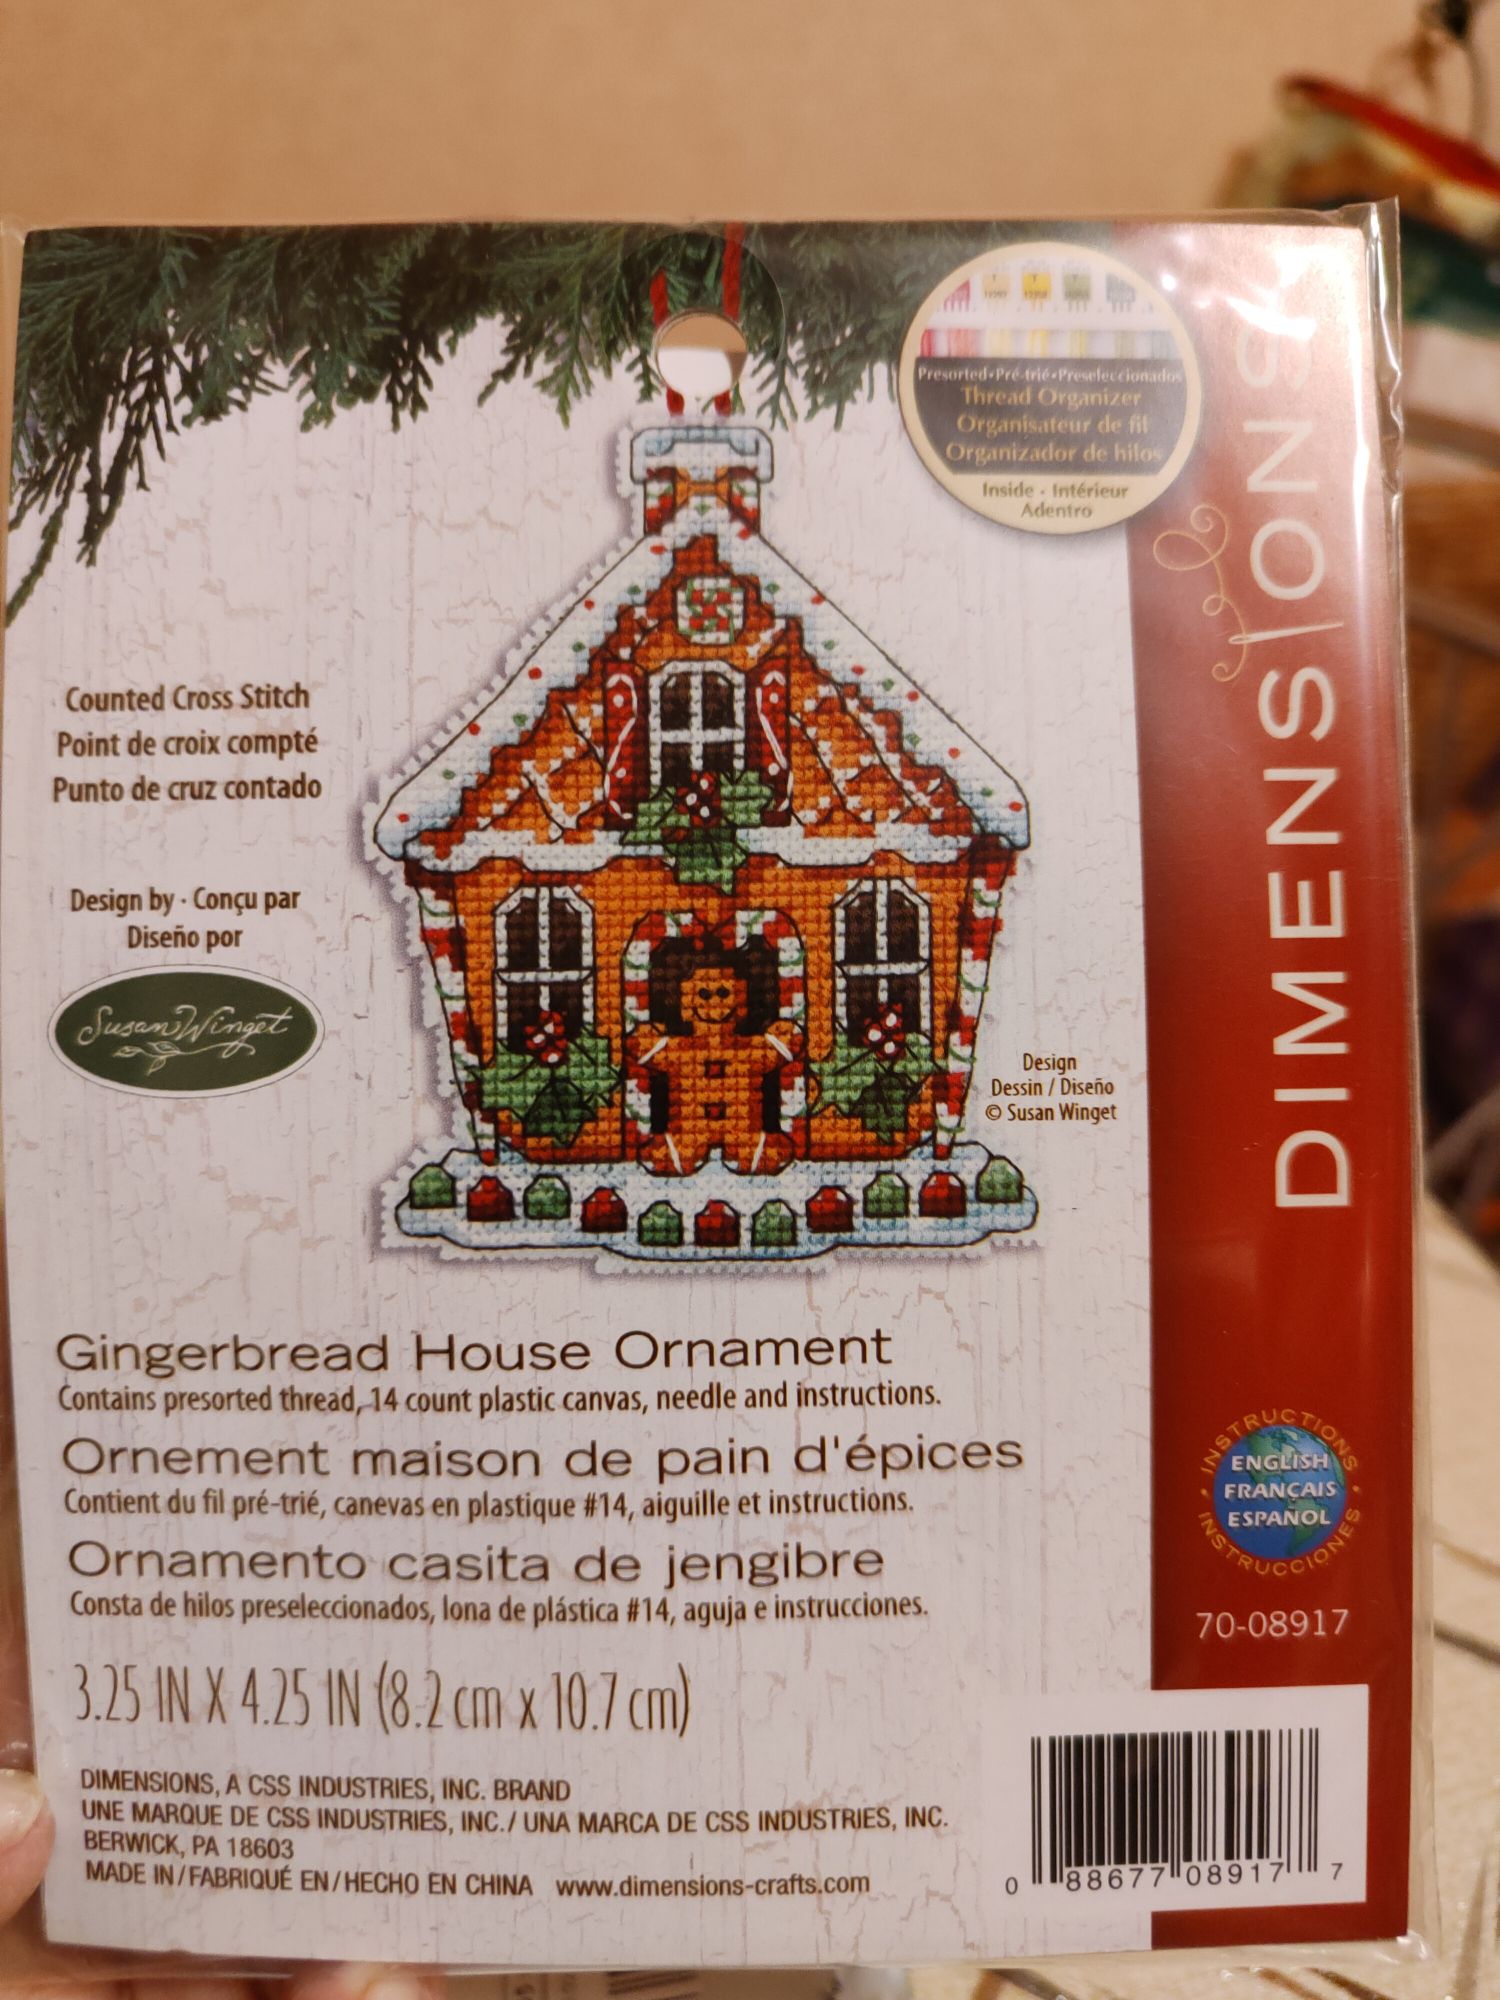 Presorted•Pré-trié•Preseleccionados
Thread Organizer
Organisateur de fil
Organizador de hilos
Inside · Intérieur
Adentro
DIMENSIONS
Counted Cross Stitch
Point de croix compté
Punto de cruz contado
Design by · Conçu par
Diseño por
Susan Winget
Design
Dessin / Diseño
© Susan Winget
Gingerbread House Ornament
Contains presorted thread, 14 count plastic canvas, needle and instructions.
Ornement maison de pain d'épices
Contient du fil pré-trié, canevas en plastique #14, aiguille et instructions.
Ornamento casita de jengibre
Consta de hilos preseleccionados, lona de plástica #14, aguja e instrucciones.
3.25 IN X 4.25 IN (8.2 cm x 10.7 cm)
INSTRUCTIONS
ENGLISH
FRANÇAIS
ESPAÑOL
INSTRUCCIONES
70-08917
DIMENSIONS, A CSS INDUSTRIES, INC. BRAND
UNE MARQUE DE CSS INDUSTRIES, INC./ UNA MARCA DE CSS INDUSTRIES, INC.
BERWICK, PA 18603
MADE IN/FABRIQUÉ EN/HECHO EN CHINA www.dimensions-crafts.com
0 88677 08917 7